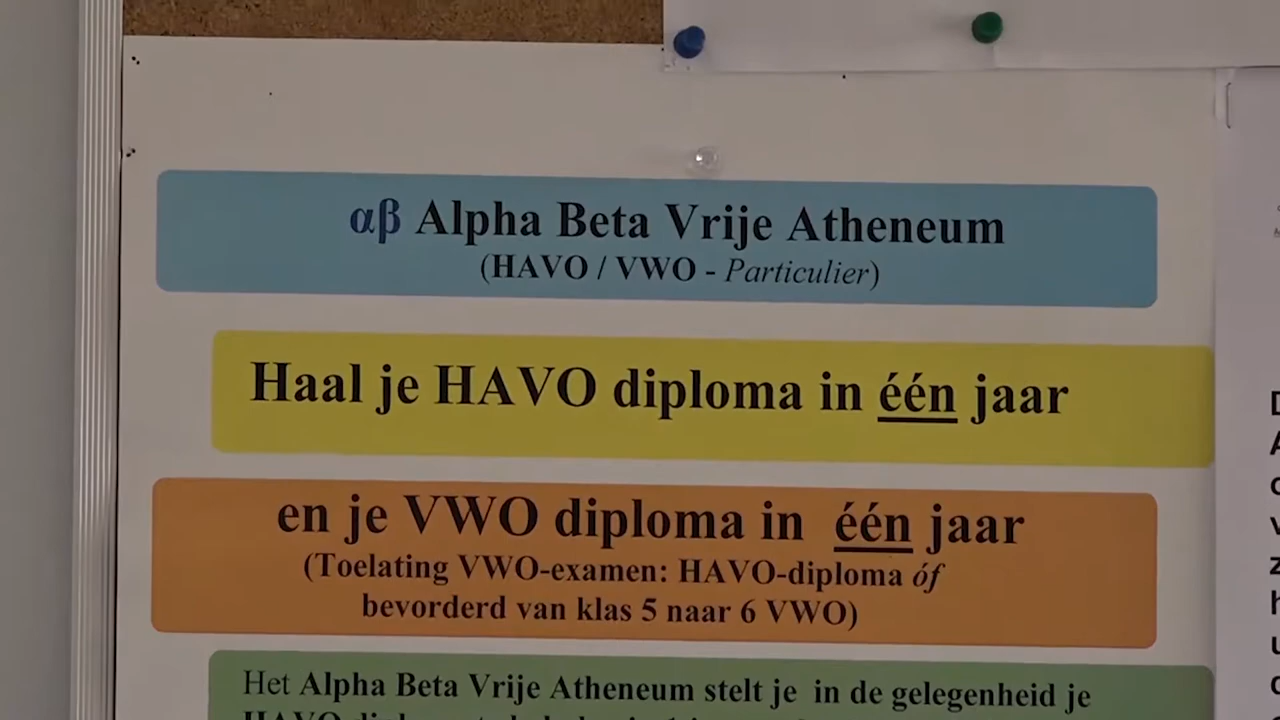 αβ Alpha Beta Vrije Atheneum
(HAVO / VWO - Particulier)
Haal je HAVO diploma in één jaar
en je VWO diploma in één jaar
(Toelating VWO-examen: HAVO-diploma óf
bevorderd van klas 5 naar 6 VWO)
Het Alpha Beta Vrije Atheneum stelt je in de gelegenheid je